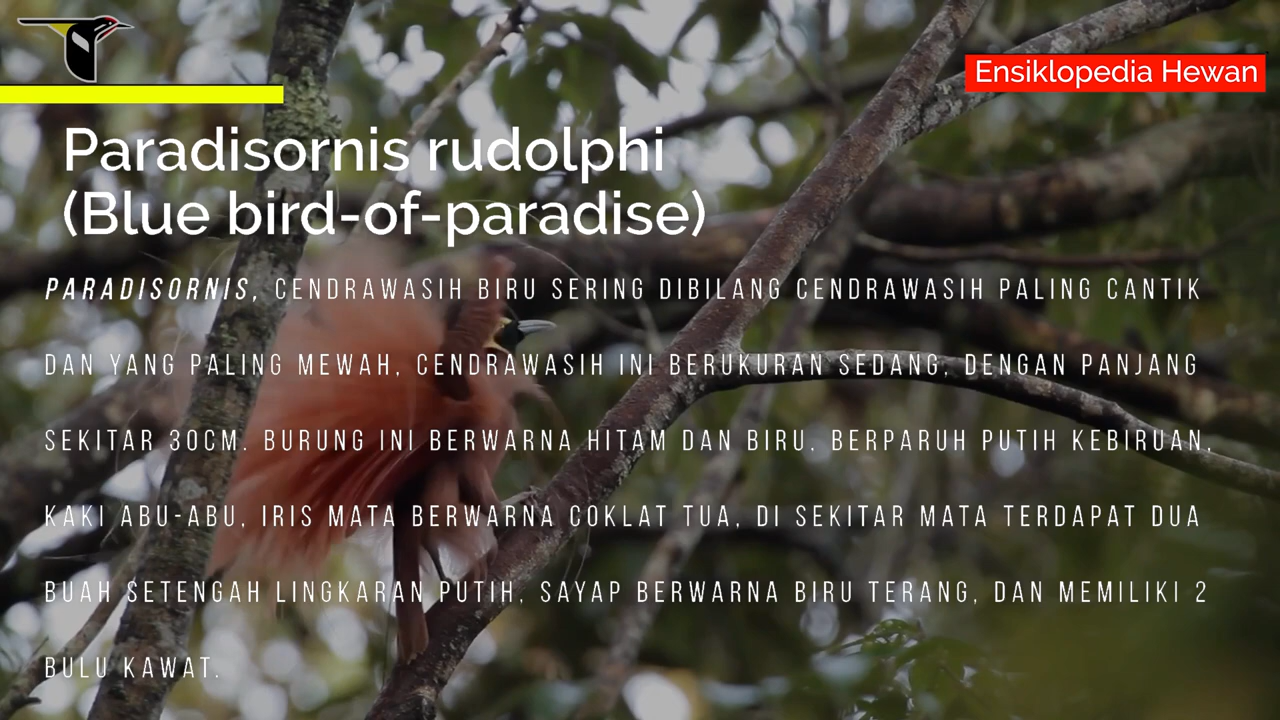 Ensiklopedia Hewan
Paradisornis rudolphi
(Blue bird-of-paradise)
PARADISORNIS, CENDRAWASIH BIRU SERING DIBILANG CENDRAWASIH PALING CANTIK
DAN YANG PALING MEWAH, CENDRAWASIH INI BERUKURAN SEDANG, DENGAN PANJANG
SEKITAR 30CM. BURUNG INI BERWARNA HITAM DAN BIRU, BERPARUH PUTIH KEBIRUAN,
KAKI ABU-ABU, IRIS MATA BERWARNA COKLAT TUA, DI SEKITAR MATA TERDAPAT DUA
BUAH SETENGAH LINGKARAN PUTIH, SAYAP BERWARNA BIRU TERANG, DAN MEMILIKI 2
BULU KAWAT.